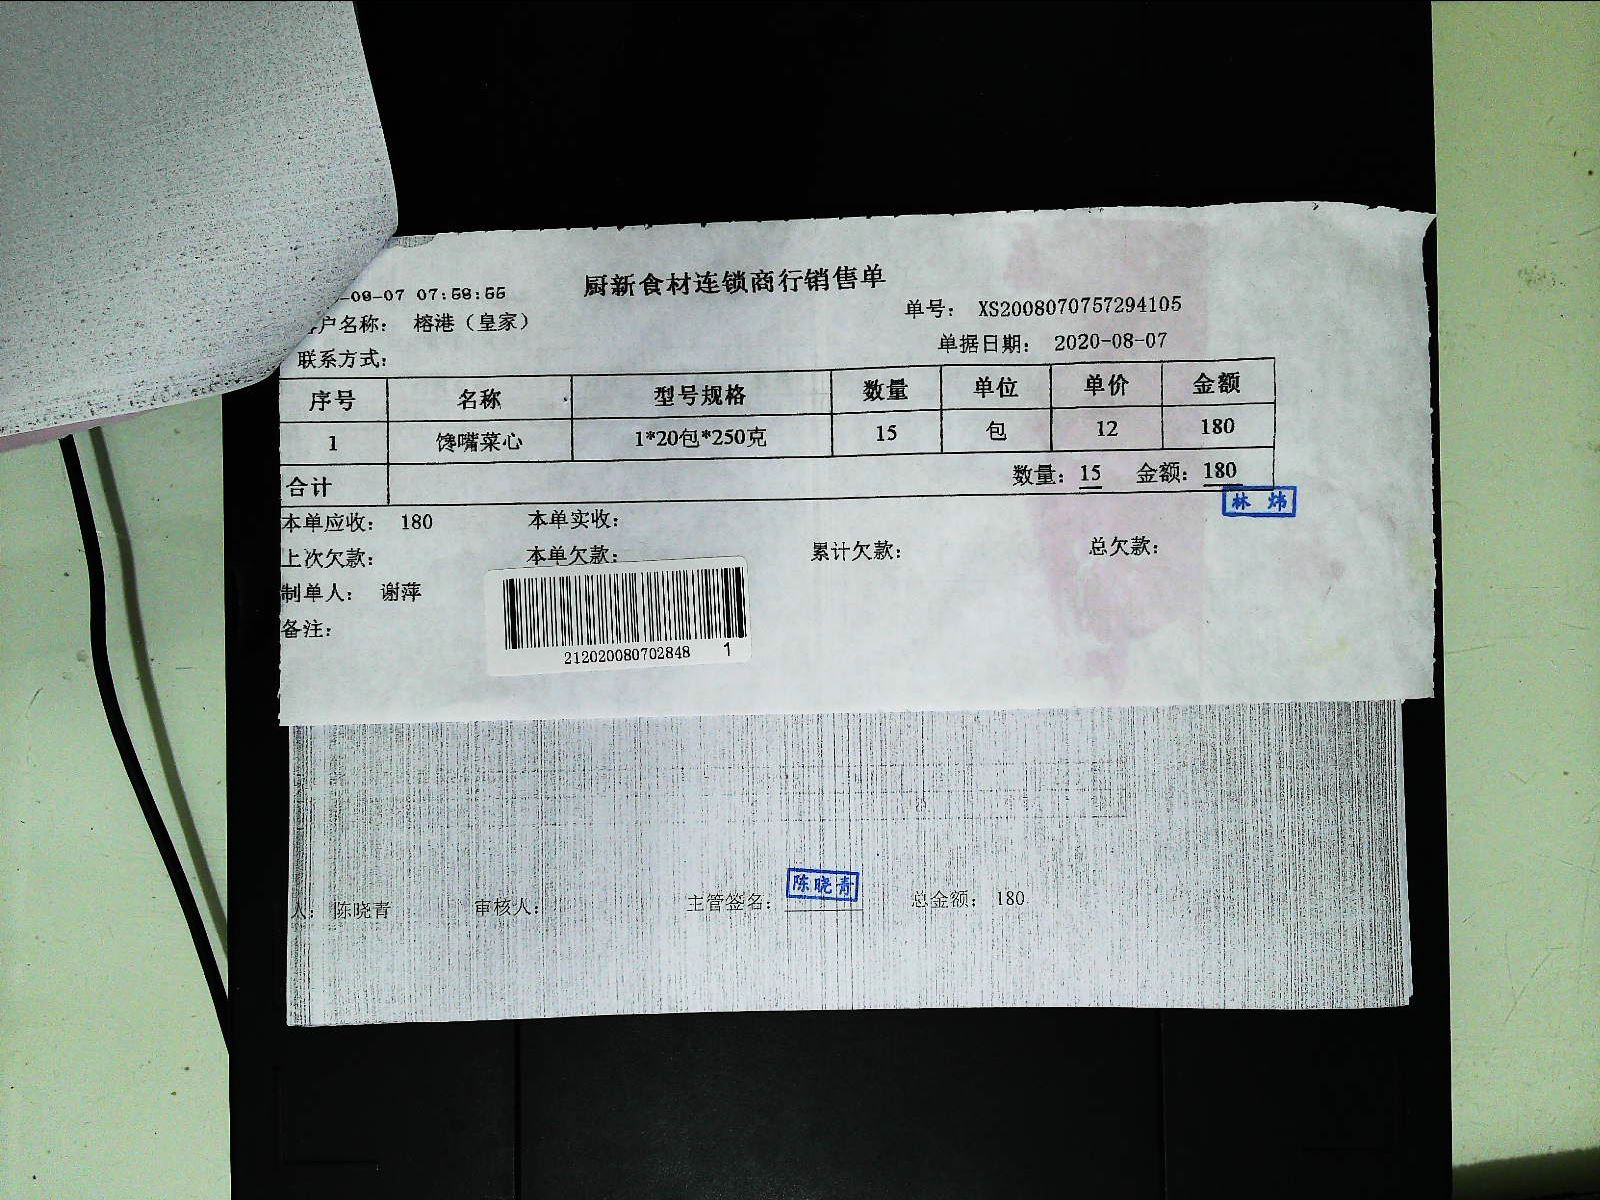 厨新食材连锁商行销售单
-08-07 07:58:55
户名称： 榕港（皇家）
单号： XS2008070757294105
联系方式：
单据日期： 2020-08-07
序号 名称 型号规格 数量 单位 单价 金额
1 馋嘴菜心 1*20包*250克 15 包 12 180
合计 数量：15 金额：180
林 炜
本单应收： 180 本单实收：
上次欠款： 本单欠款： 累计欠款： 总欠款：
制单人： 谢萍
备注：
212020080702848 1
陈晓青
人： 陈晓青 审核人： 主管签名： 总金额： 180